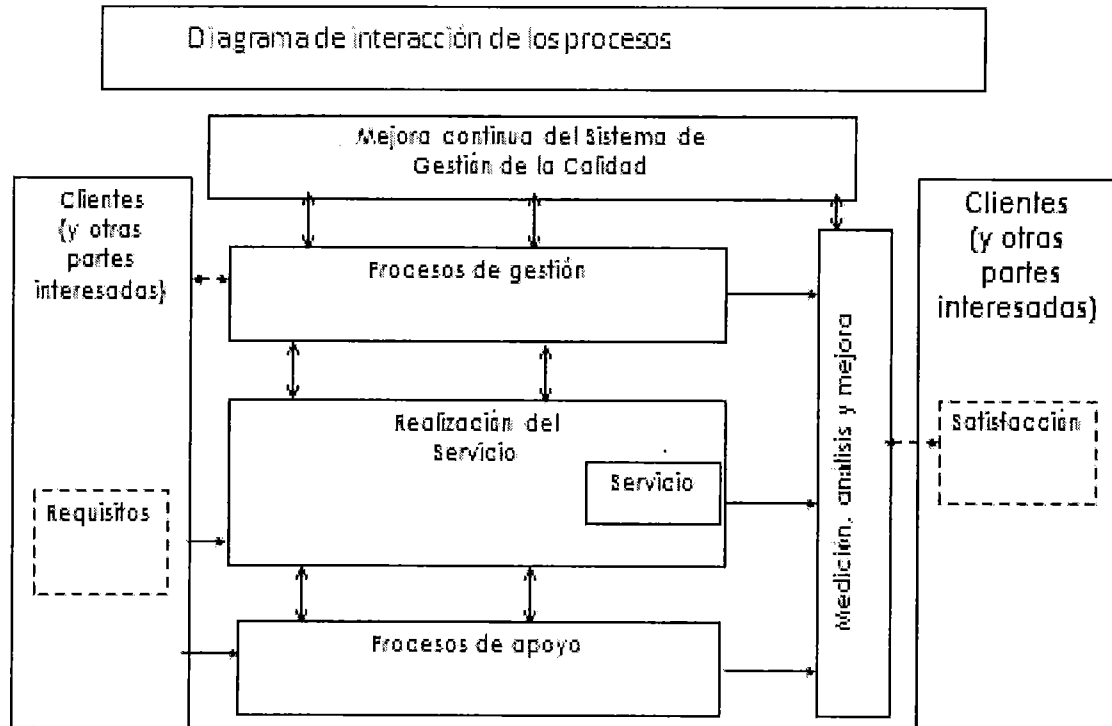 Diagrama de interacción de los procesos
Mejora continua del Sistema de
Gestión de la Calidad
Clientes
(y otras
partes
interesadas)
Requisitos
Procesos de gestión
Realización del
Servicio
Servicio
Procesos de apoyo
Medición, análisis y mejora
Clientes
(y otras
partes
interesadas)
Satisfacción